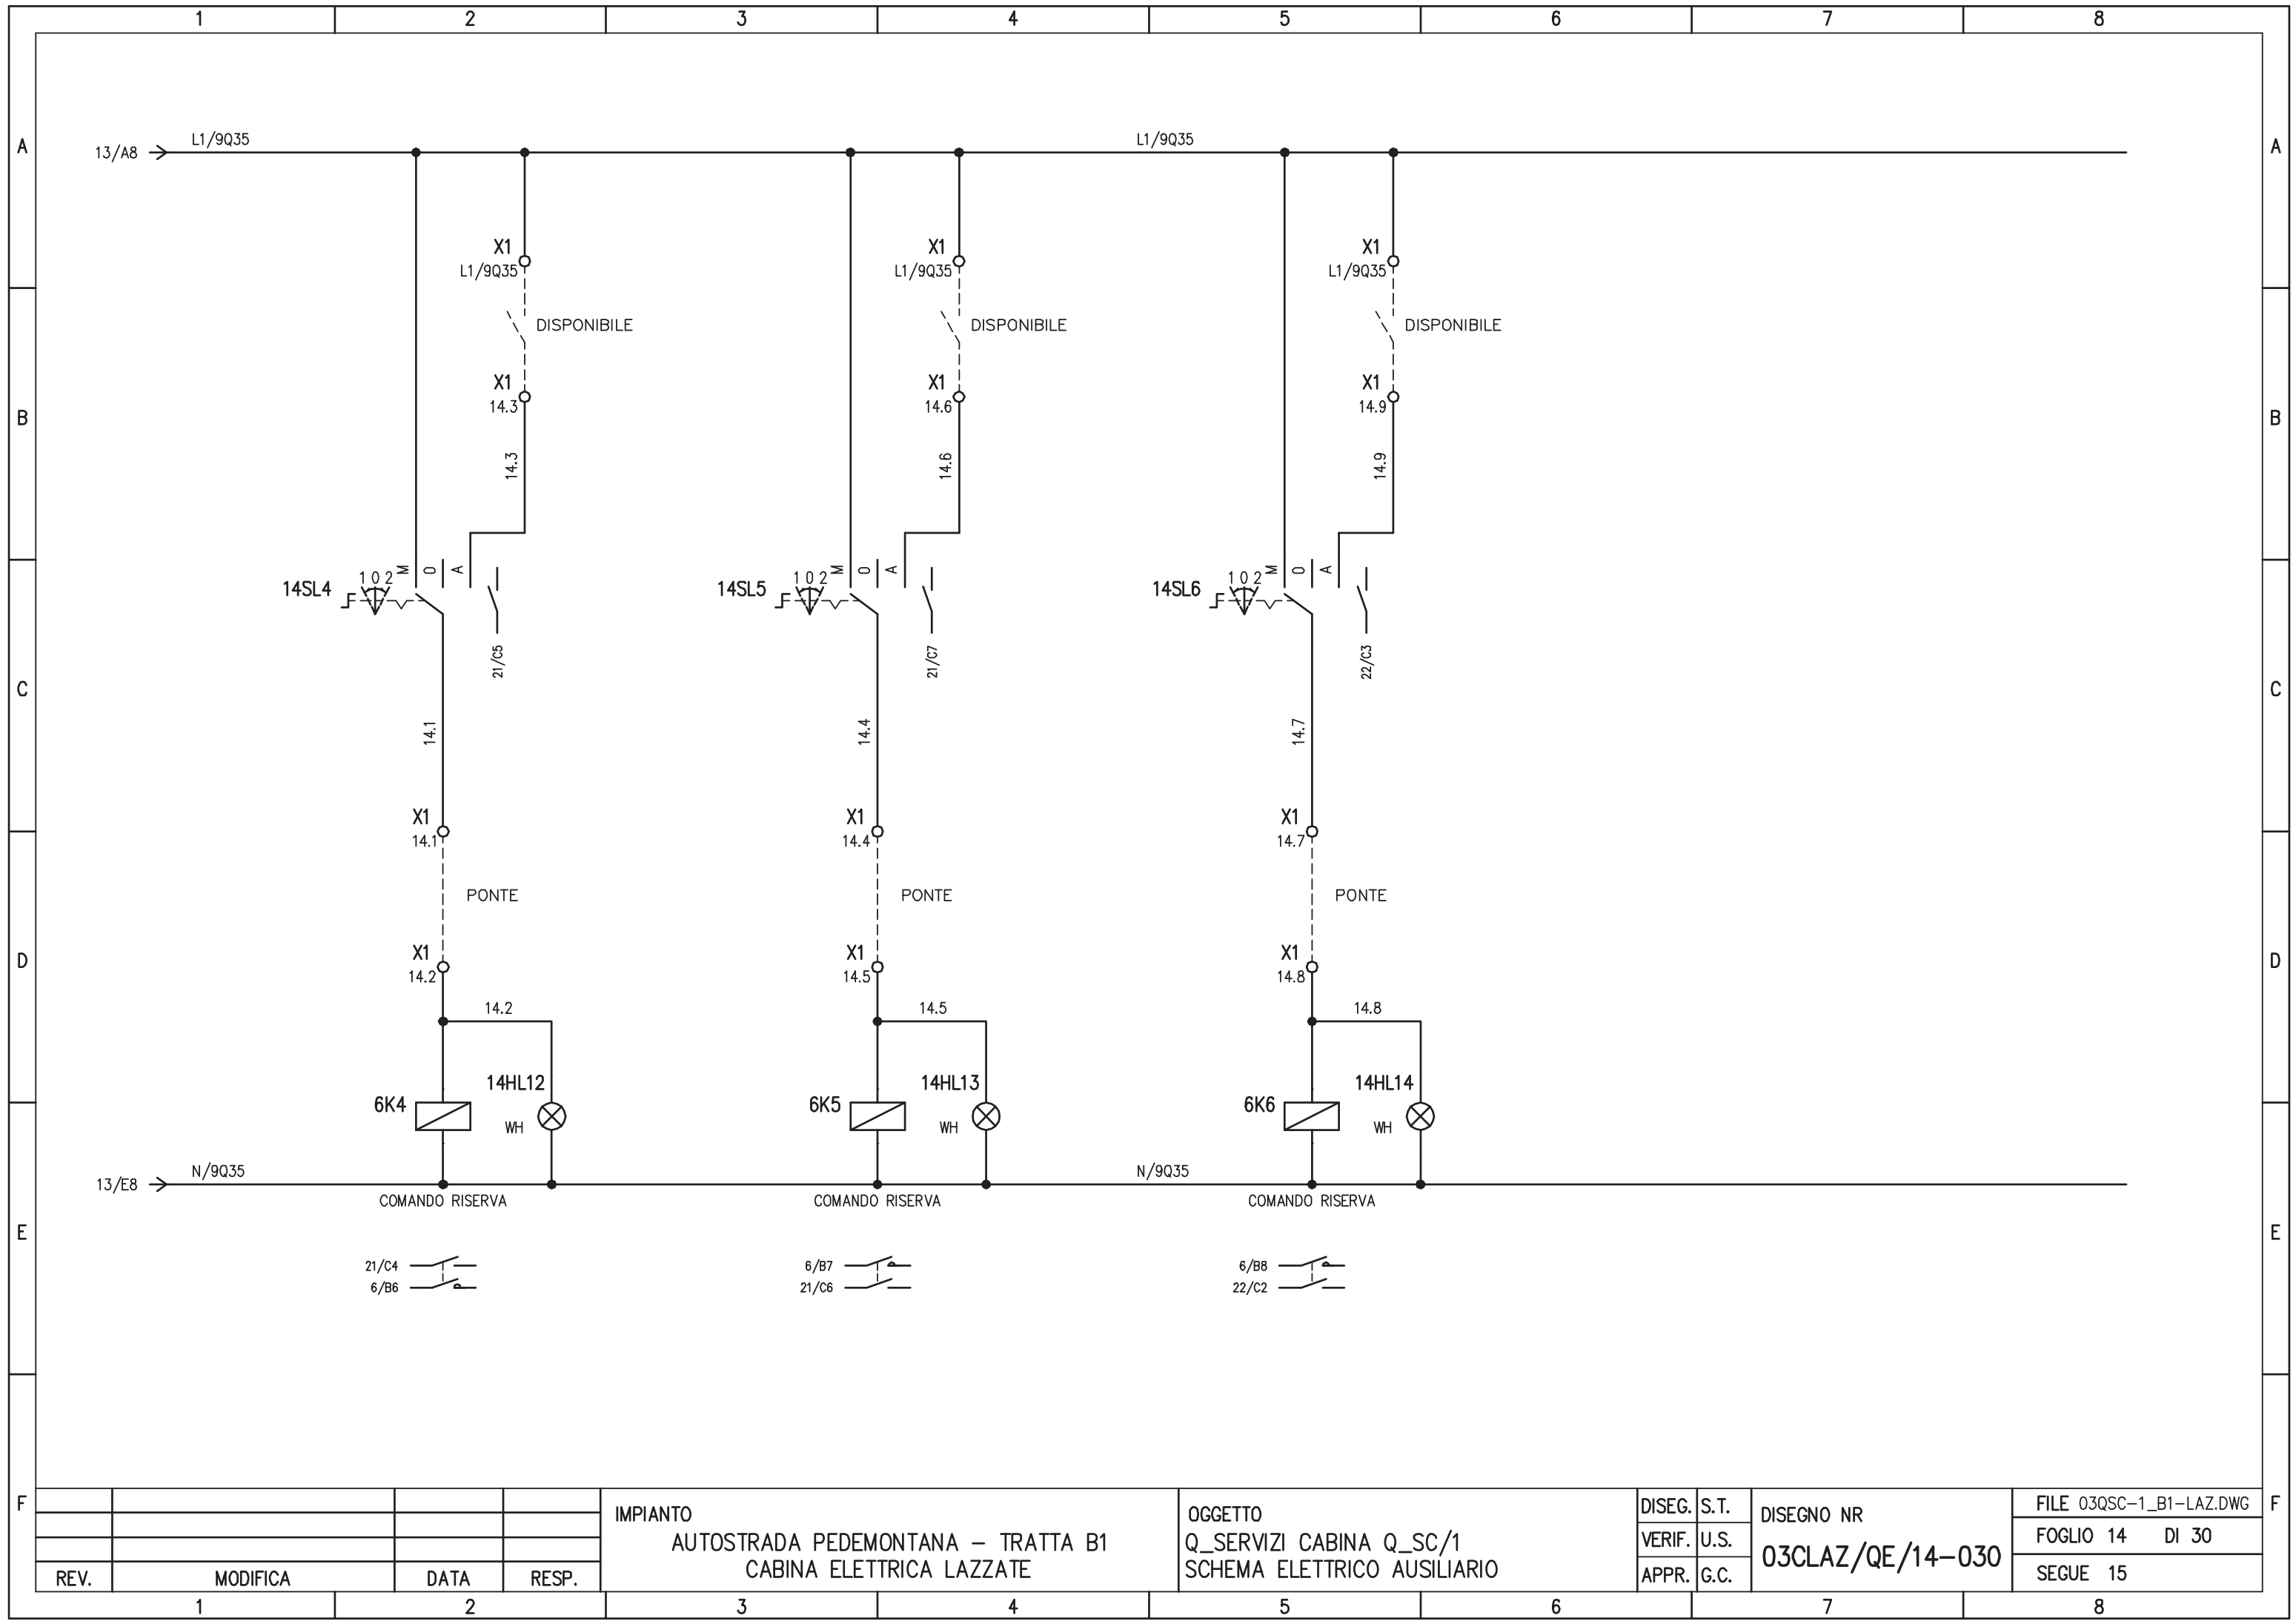 1 2 3 4 5 6 7 8
A A
B B
C C
D D
E E
F F
13/A8 L1/9Q35 L1/9Q35
X1 X1 X1
L1/9Q35 L1/9Q35 L1/9Q35
DISPONIBILE DISPONIBILE DISPONIBILE
X1 X1 X1
14.3 14.6 14.9
14.3 14.6 14.9
M 0 A M 0 A M 0 A
14SL4 1 0 2 14SL5 1 0 2 14SL6 1 0 2
21/C5 21/C7 22/C3
14.1 14.4 14.7
X1 X1 X1
14.1 14.4 14.7
PONTE PONTE PONTE
X1 X1 X1
14.2 14.5 14.8
14.2 14.5 14.8
14HL12 14HL13 14HL14
6K4 6K5 6K6
WH WH WH
13/E8 N/9Q35 N/9Q35
COMANDO RISERVA COMANDO RISERVA COMANDO RISERVA
21/C4 6/B7 6/B8
6/B6 21/C6 22/C2
REV. MODIFICA DATA RESP.
IMPIANTO
AUTOSTRADA PEDEMONTANA - TRATTA B1
CABINA ELETTRICA LAZZATE
OGGETTO
Q_SERVIZI CABINA Q_SC/1
SCHEMA ELETTRICO AUSILIARIO
DISEG. S.T.
VERIF. U.S.
APPR. G.C.
DISEGNO NR
03CLAZ/QE/14-030
FILE 03QSC-1_B1-LAZ.DWG
FOGLIO 14 DI 30
SEGUE 15
1 2 3 4 5 6 7 8